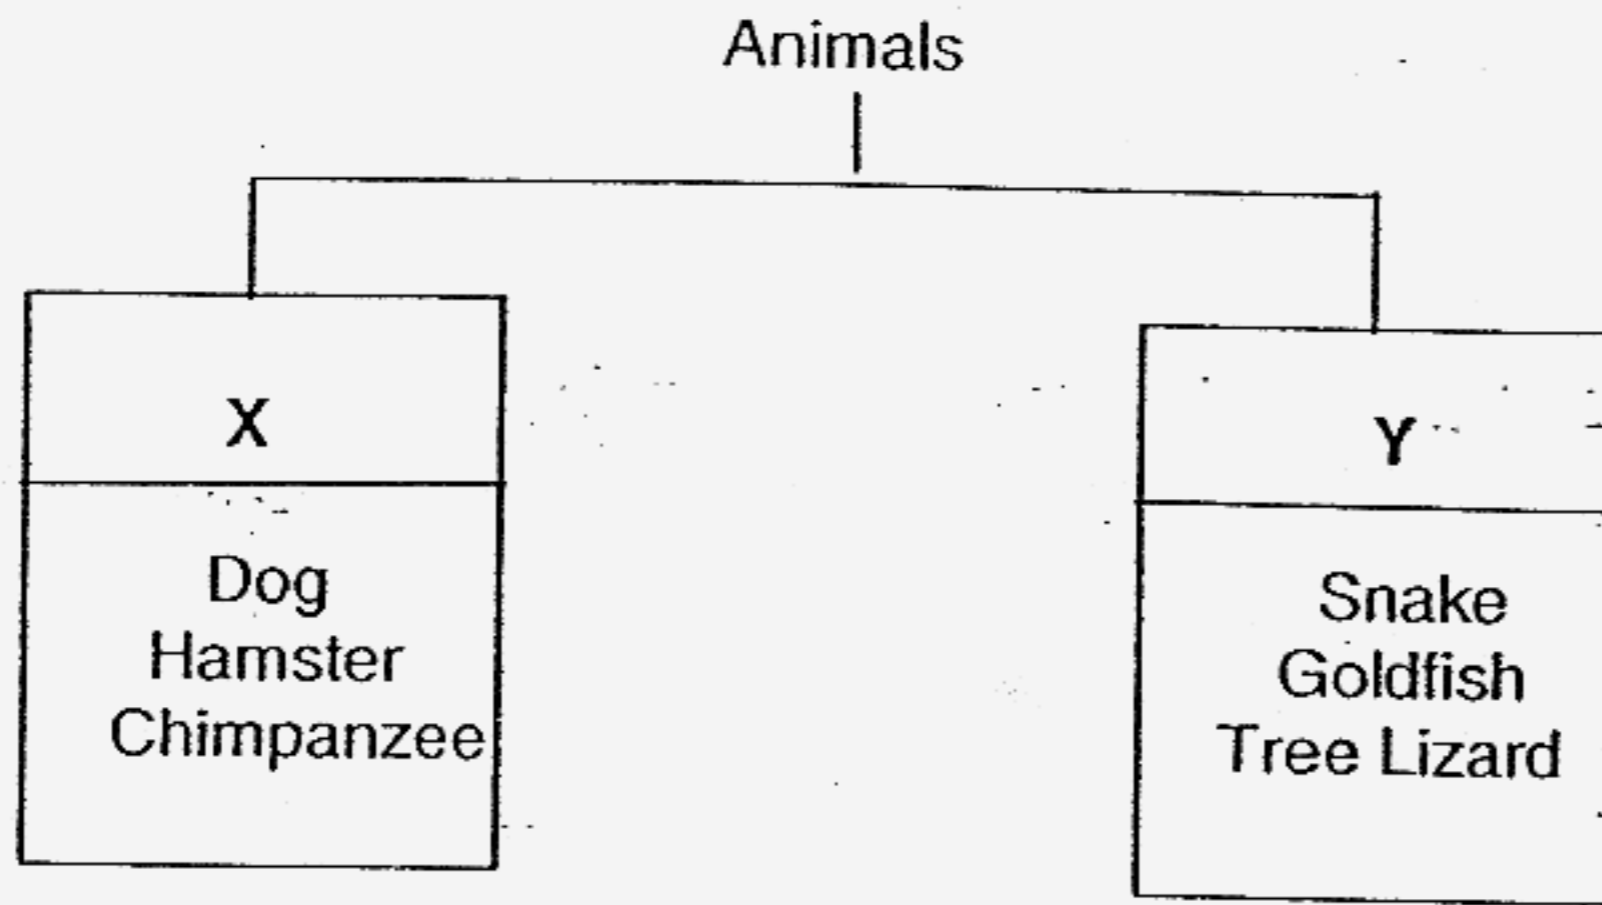 Animals
X
Dog
Hamster
Chimpanzee
Y
Snake
Goldfish
Tree Lizard